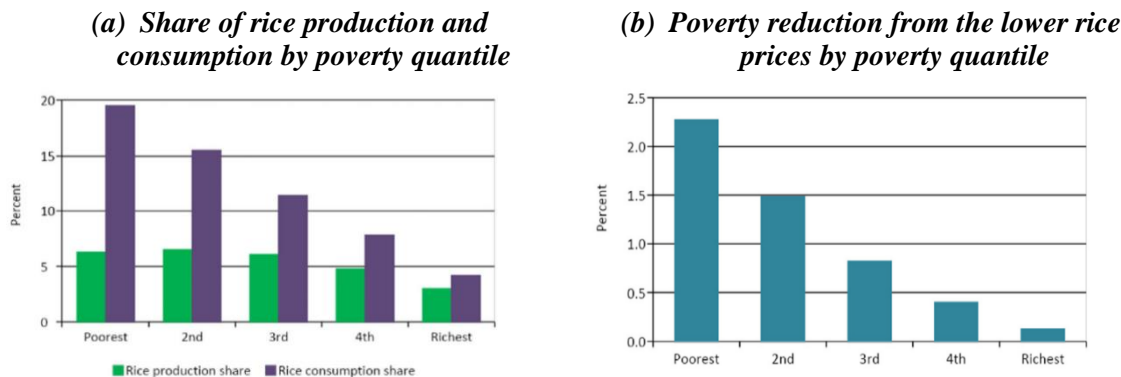 (a) Share of rice production and
consumption by poverty quantile
20
15
10
5
0
Percent
Poorest 2nd 3rd 4th Richest
Rice production share Rice consumption share
(b) Poverty reduction from the lower rice
prices by poverty quantile
2.5
2.0
1.5
1.0
0.5
0.0
Percent
Poorest 2nd 3rd 4th Richest